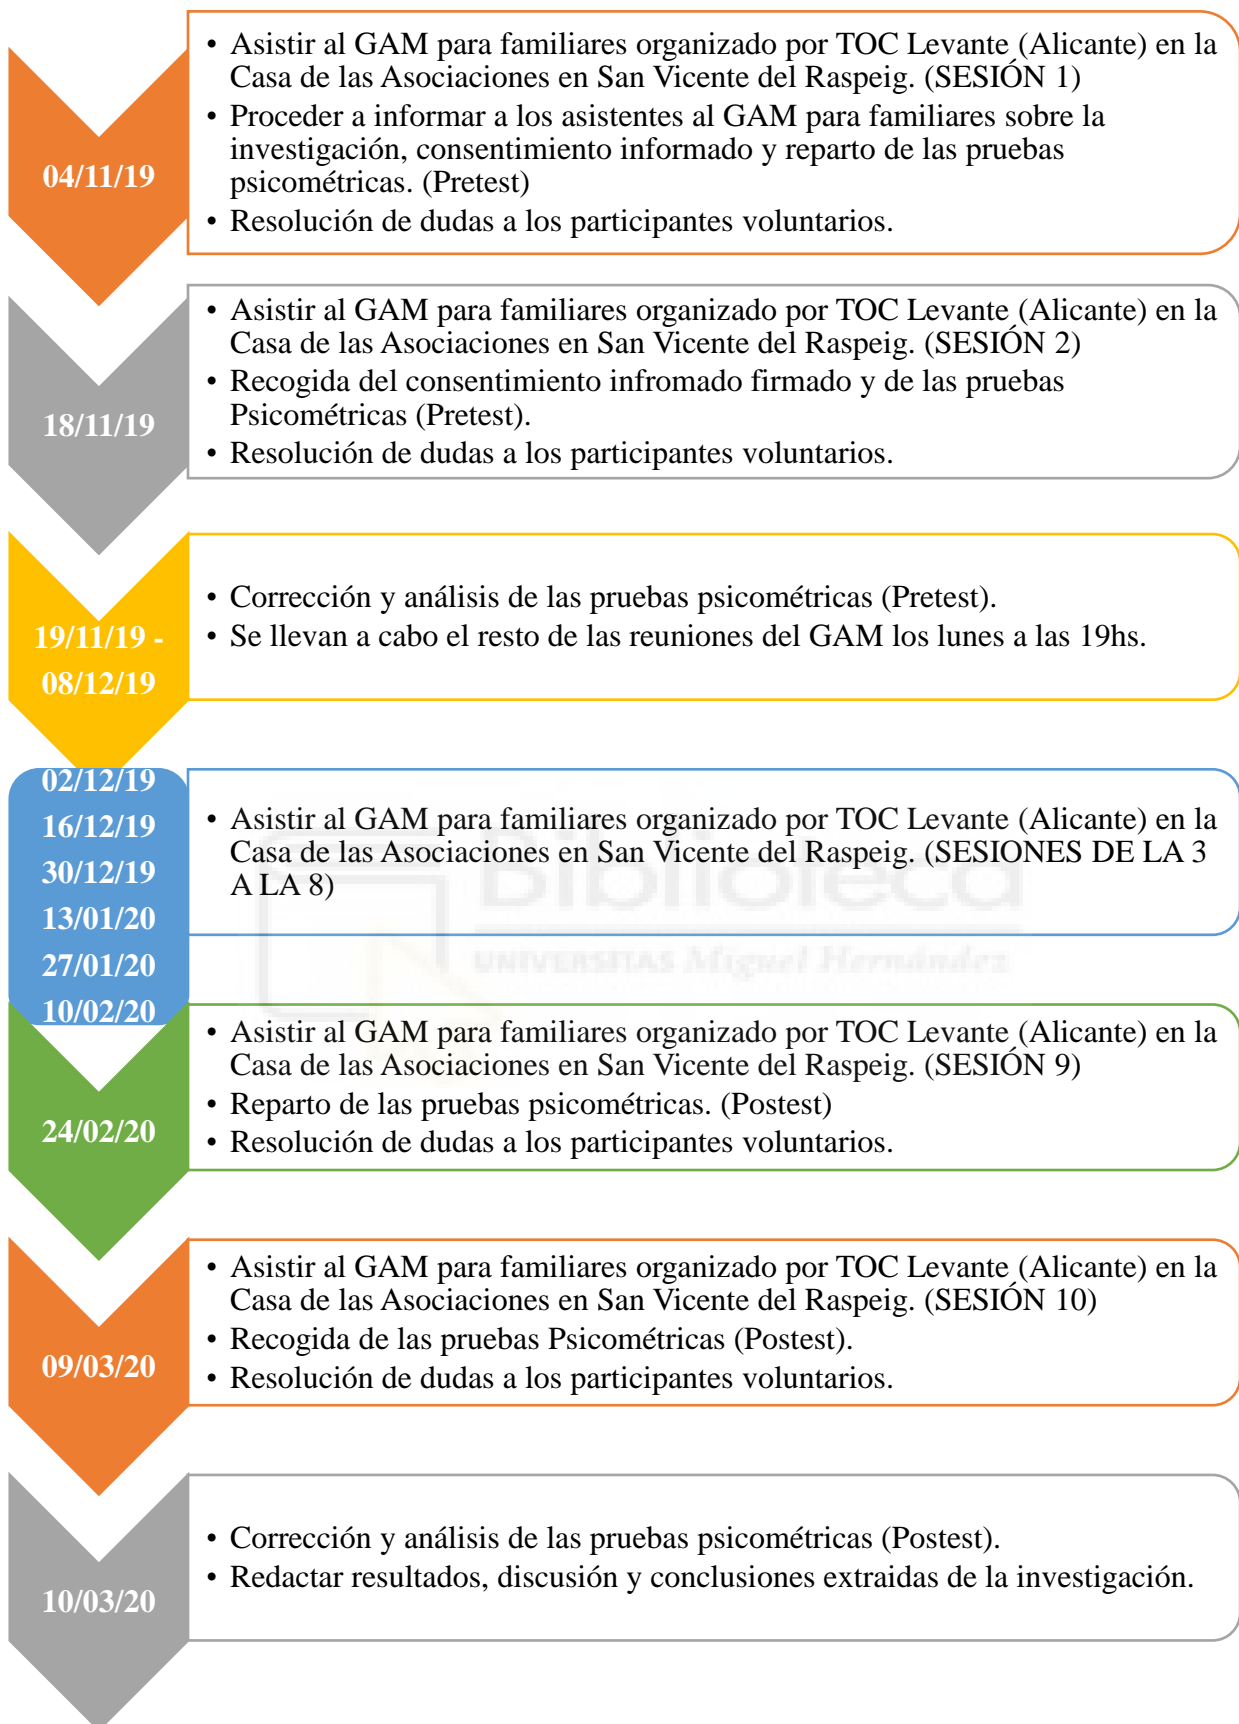 04/11/19
• Asistir al GAM para familiares organizado por TOC Levante (Alicante) en la
Casa de las Asociaciones en San Vicente del Raspeig. (SESIÓN 1)
• Proceder a informar a los asistentes al GAM para familiares sobre la
investigación, consentimiento informado y reparto de las pruebas
psicométricas. (Pretest)
• Resolución de dudas a los participantes voluntarios.
18/11/19
• Asistir al GAM para familiares organizado por TOC Levante (Alicante) en la
Casa de las Asociaciones en San Vicente del Raspeig. (SESIÓN 2)
• Recogida del consentimiento infromado firmado y de las pruebas
Psicométricas (Pretest).
• Resolución de dudas a los participantes voluntarios.
19/11/19 -
08/12/19
• Corrección y análisis de las pruebas psicométricas (Pretest).
• Se llevan a cabo el resto de las reuniones del GAM los lunes a las 19hs.
02/12/19
16/12/19
30/12/19
13/01/20
27/01/20
10/02/20
• Asistir al GAM para familiares organizado por TOC Levante (Alicante) en la
Casa de las Asociaciones en San Vicente del Raspeig. (SESIONES DE LA 3
A LA 8)
Biblioteca
UNIVERSITAS Miguel Hernández
24/02/20
• Asistir al GAM para familiares organizado por TOC Levante (Alicante) en la
Casa de las Asociaciones en San Vicente del Raspeig. (SESIÓN 9)
• Reparto de las pruebas psicométricas. (Postest)
• Resolución de dudas a los participantes voluntarios.
09/03/20
• Asistir al GAM para familiares organizado por TOC Levante (Alicante) en la
Casa de las Asociaciones en San Vicente del Raspeig. (SESIÓN 10)
• Recogida de las pruebas Psicométricas (Postest).
• Resolución de dudas a los participantes voluntarios.
10/03/20
• Corrección y análisis de las pruebas psicométricas (Postest).
• Redactar resultados, discusión y conclusiones extraidas de la investigación.